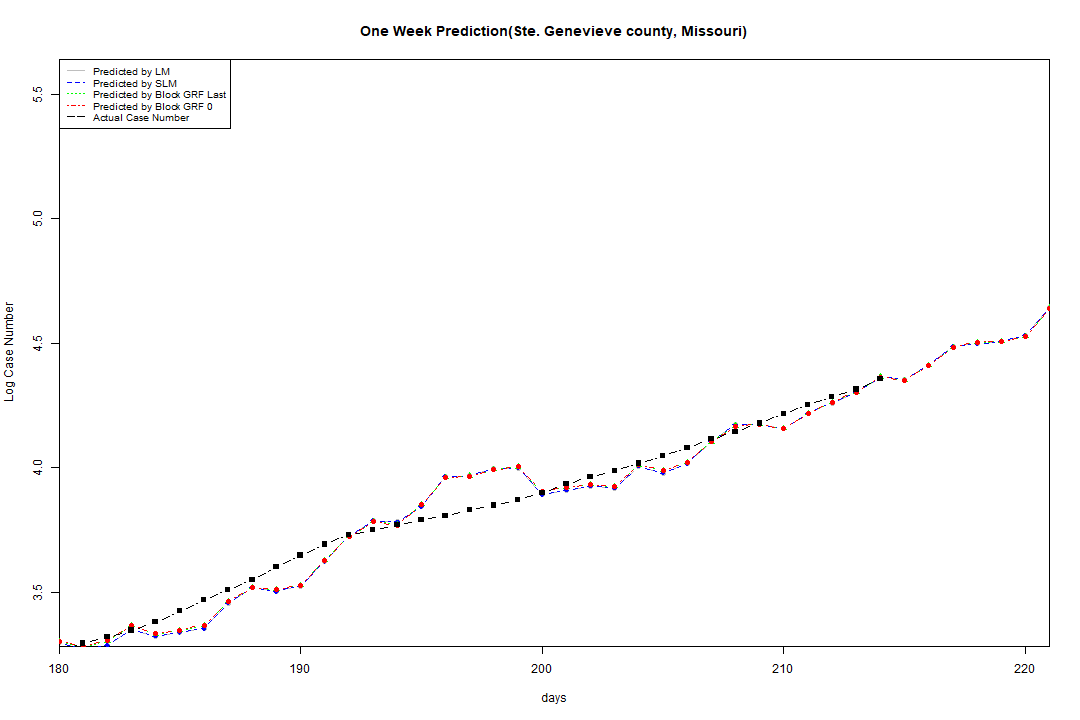 One Week Prediction(Ste. Genevieve county, Missouri)
Predicted by LM
Predicted by SLM
Predicted by Block GRF Last
Predicted by Block GRF 0
Actual Case Number
5.5
5.0
4.5
4.0
3.5
Log Case Number
180 190 200 210 220
days